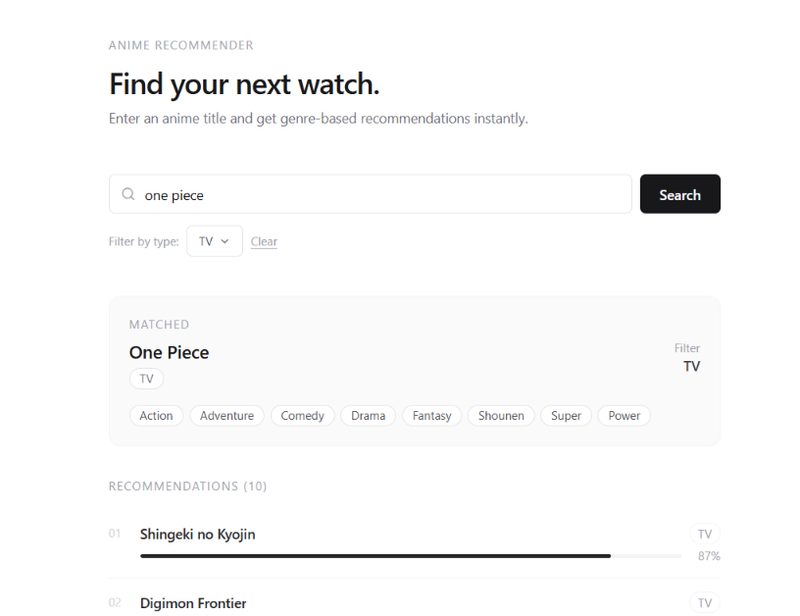 ANIME RECOMMENDER
Find your next watch.
Enter an anime title and get genre-based recommendations instantly.
one piece
Search
Filter by type: TV Clear
MATCHED
One Piece
Filter
TV
TV
Action Adventure Comedy Drama Fantasy Shounen Super Power
RECOMMENDATIONS (10)
01 Shingeki no Kyojin TV
87%
02 Digimon Frontier TV